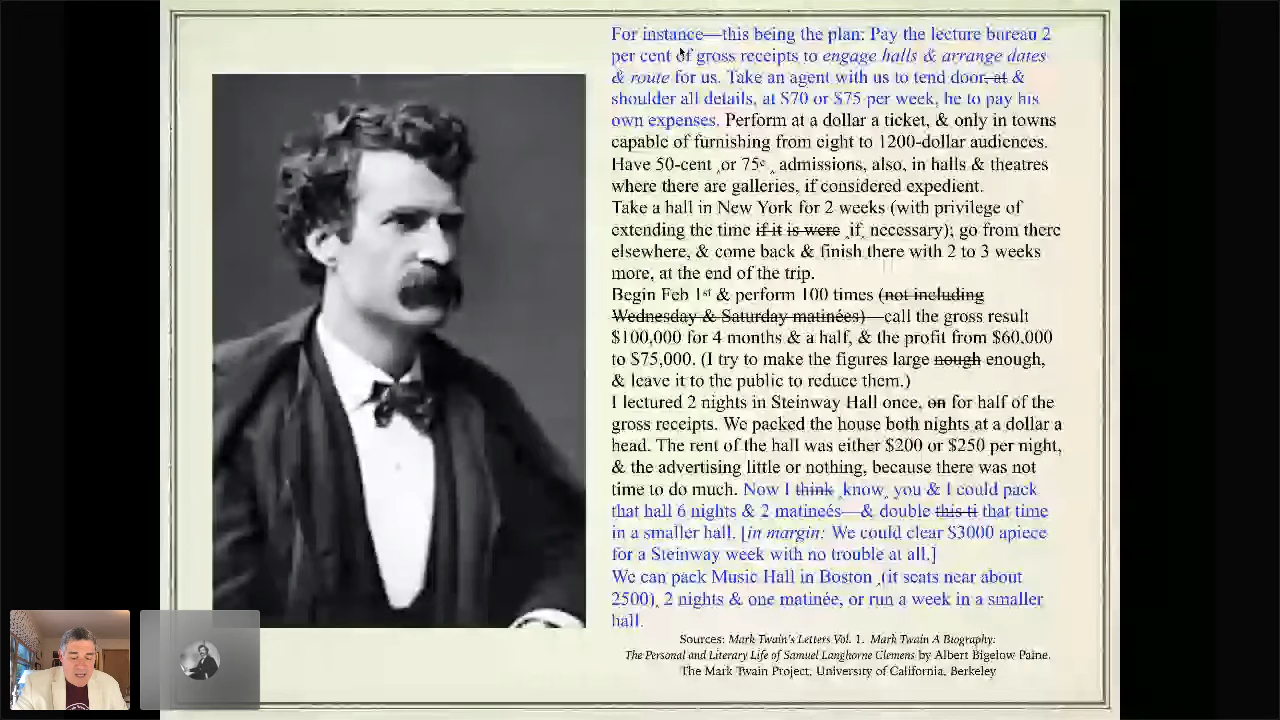 For instance—this being the plan: Pay the lecture bureau 2
per cent of gross receipts to engage halls & arrange dates
& route for us. Take an agent with us to tend door, at &
shoulder all details, at $70 or $75 per week, he to pay his
own expenses. Perform at a dollar a ticket, & only in towns
capable of furnishing from eight to 1200-dollar audiences.
Have 50-cent ‸or 75c‸ admissions, also, in halls & theatres
where there are galleries, if considered expedient.
Take a hall in New York for 2 weeks (with privilege of
extending the time if it is were ‸if‸ necessary); go from there
elsewhere, & come back & finish there with 2 to 3 weeks
more, at the end of the trip.
Begin Feb 1st & perform 100 times (not including
Wednesday & Saturday matinées)—call the gross result
$100,000 for 4 months & a half, & the profit from $60,000
to $75,000. (I try to make the figures large nough enough,
& leave it to the public to reduce them.)
I lectured 2 nights in Steinway Hall once, on for half of the
gross receipts. We packed the house both nights at a dollar a
head. The rent of the hall was either $200 or $250 per night,
& the advertising little or nothing, because there was not
time to do much. Now I think ‸know‸ you & I could pack
that hall 6 nights & 2 matineés—& double this ti that time
in a smaller hall. [in margin: We could clear $3000 apiece
for a Steinway week with no trouble at all.]
We can pack Music Hall in Boston ‸(it seats near about
2500)‸ 2 nights & one matinée, or run a week in a smaller
hall.
Sources: Mark Twain's Letters Vol. 1. Mark Twain A Biography:
The Personal and Literary Life of Samuel Langhorne Clemens by Albert Bigelow Paine.
The Mark Twain Project, University of California, Berkeley